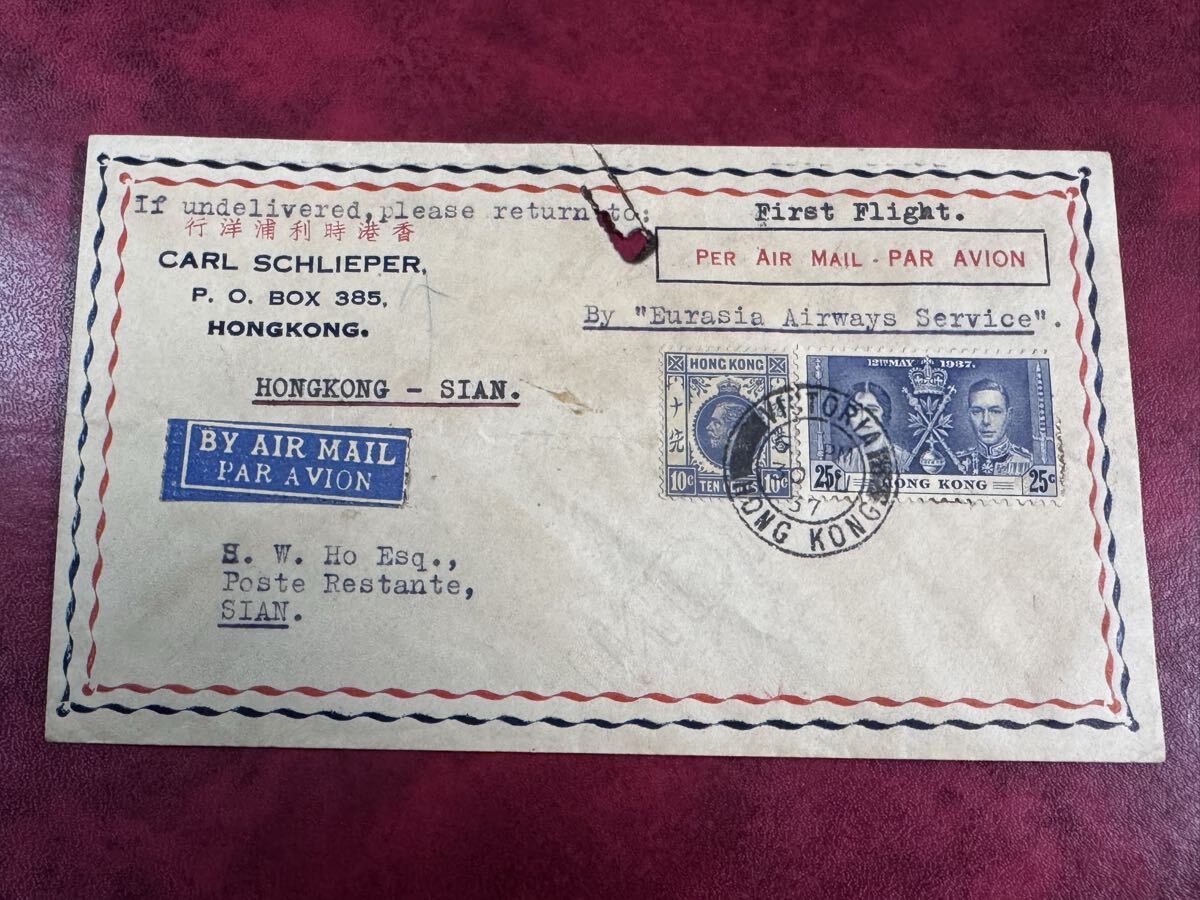 If undelivered, please return to:
行洋浦利時港香
CARL SCHLIEPER,
P. O. BOX 385,
HONGKONG.
First Flight.
PER AIR MAIL - PAR AVION
By "Eurasia Airways Service".
HONGKONG - SIAN.
BY AIR MAIL
PAR AVION
HONG KONG
十
先
10c TEN 10c
12TH MAY 1937.
25c HONG KONG 25c
VICTORIA
PM
37
HONG KONG
H. W. Ho Esq.,
Poste Restante,
SIAN.